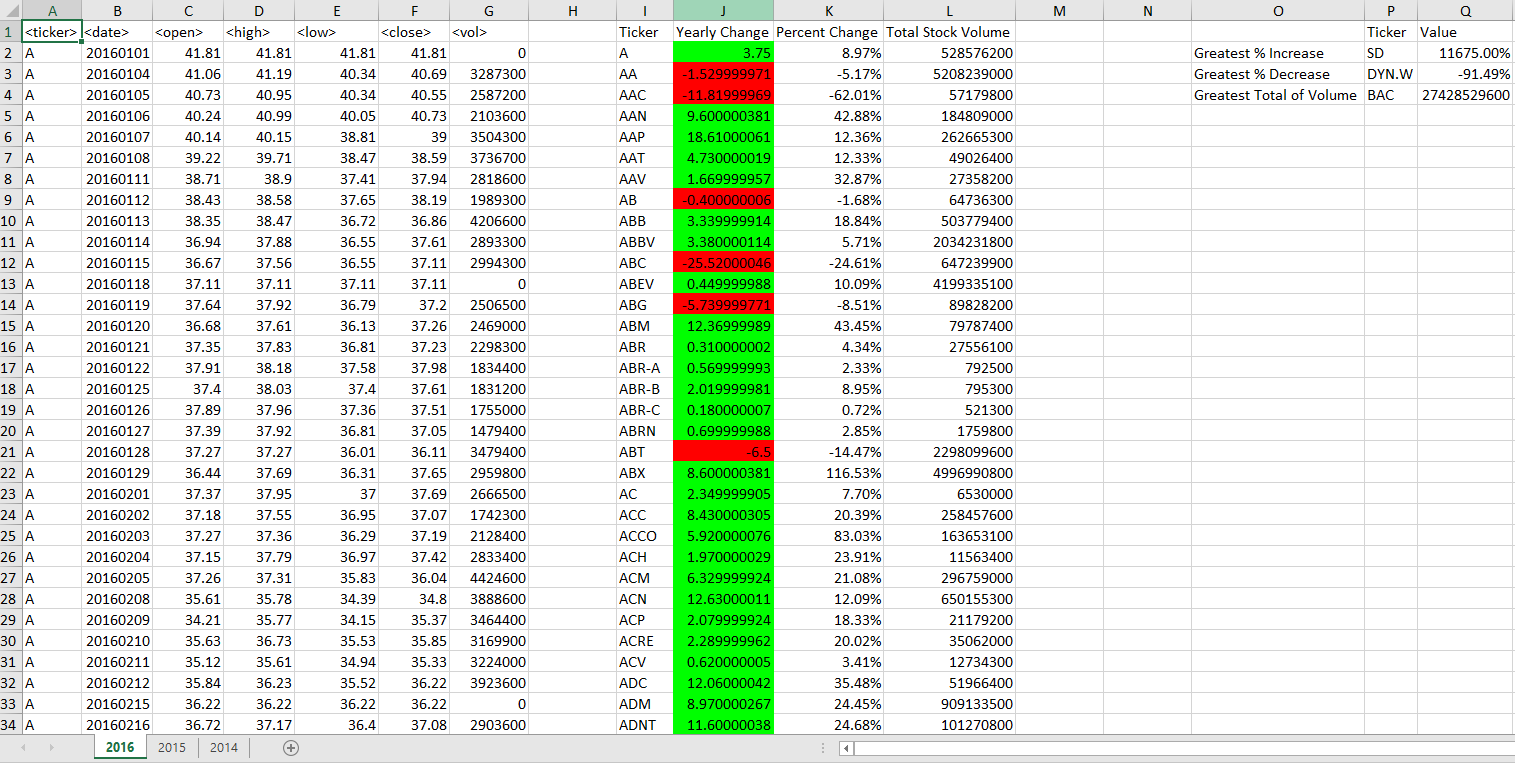 A B C D E F G H I J K L M N O P Q
1 <ticker> <date> <open> <high> <low> <close> <vol> Ticker Yearly Change Percent Change Total Stock Volume Ticker Value
2 A 20160101 41.81 41.81 41.81 41.81 0 A 3.75 8.97% 528576200 Greatest % Increase SD 11675.00%
3 A 20160104 41.06 41.19 40.34 40.69 3287300 AA -1.529999971 -5.17% 5208239000 Greatest % Decrease DYN.W -91.49%
4 A 20160105 40.73 40.95 40.34 40.55 2587200 AAC -11.81999969 -62.01% 57179800 Greatest Total of Volume BAC 27428529600
5 A 20160106 40.24 40.99 40.05 40.73 2103600 AAN 9.600000381 42.88% 184809000
6 A 20160107 40.14 40.15 38.81 39 3504300 AAP 18.61000061 12.36% 262665300
7 A 20160108 39.22 39.71 38.47 38.59 3736700 AAT 4.730000019 12.33% 49026400
8 A 20160111 38.71 38.9 37.41 37.94 2818600 AAV 1.669999957 32.87% 27358200
9 A 20160112 38.43 38.58 37.65 38.19 1989300 AB -0.400000006 -1.68% 64736300
10 A 20160113 38.35 38.47 36.72 36.86 4206600 ABB 3.339999914 18.84% 503779400
11 A 20160114 36.94 37.88 36.55 37.61 2893300 ABBV 3.380000114 5.71% 2034231800
12 A 20160115 36.67 37.56 36.55 37.11 2994300 ABC -25.52000046 -24.61% 647239900
13 A 20160118 37.11 37.11 37.11 37.11 0 ABEV 0.449999988 10.09% 4199335100
14 A 20160119 37.64 37.92 36.79 37.2 2506500 ABG -5.739999771 -8.51% 89828200
15 A 20160120 36.68 37.61 36.13 37.26 2469000 ABM 12.36999989 43.45% 79787400
16 A 20160121 37.35 37.83 36.81 37.23 2298300 ABR 0.310000002 4.34% 27556100
17 A 20160122 37.91 38.18 37.58 37.98 1834400 ABR-A 0.569999993 2.33% 792500
18 A 20160125 37.4 38.03 37.4 37.61 1831200 ABR-B 2.019999981 8.95% 795300
19 A 20160126 37.89 37.96 37.36 37.51 1755000 ABR-C 0.180000007 0.72% 521300
20 A 20160127 37.39 37.92 36.81 37.05 1479400 ABRN 0.699999988 2.85% 1759800
21 A 20160128 37.27 37.27 36.01 36.11 3479400 ABT -6.5 -14.47% 2298099600
22 A 20160129 36.44 37.69 36.31 37.65 2959800 ABX 8.600000381 116.53% 4996990800
23 A 20160201 37.37 37.95 37 37.69 2666500 AC 2.349999905 7.70% 6530000
24 A 20160202 37.18 37.55 36.95 37.07 1742300 ACC 8.430000305 20.39% 258457600
25 A 20160203 37.27 37.36 36.29 37.19 2128400 ACCO 5.920000076 83.03% 163653100
26 A 20160204 37.15 37.79 36.97 37.42 2833400 ACH 1.970000029 23.91% 11563400
27 A 20160205 37.26 37.31 35.83 36.04 4424600 ACM 6.329999924 21.08% 296759000
28 A 20160208 35.61 35.78 34.39 34.8 3888600 ACN 12.63000011 12.09% 650155300
29 A 20160209 34.21 35.77 34.15 35.37 3464400 ACP 2.079999924 18.33% 21179200
30 A 20160210 35.63 36.73 35.53 35.85 3169900 ACRE 2.289999962 20.02% 35062000
31 A 20160211 35.12 35.61 34.94 35.33 3224000 ACV 0.620000005 3.41% 12734300
32 A 20160212 35.84 36.23 35.52 36.22 3923600 ADC 12.06000042 35.48% 51966400
33 A 20160215 36.22 36.22 36.22 36.22 0 ADM 8.970000267 24.45% 909133500
34 A 20160216 36.72 37.17 36.4 37.08 2903600 ADNT 11.60000038 24.68% 101270800
2016 2015 2014